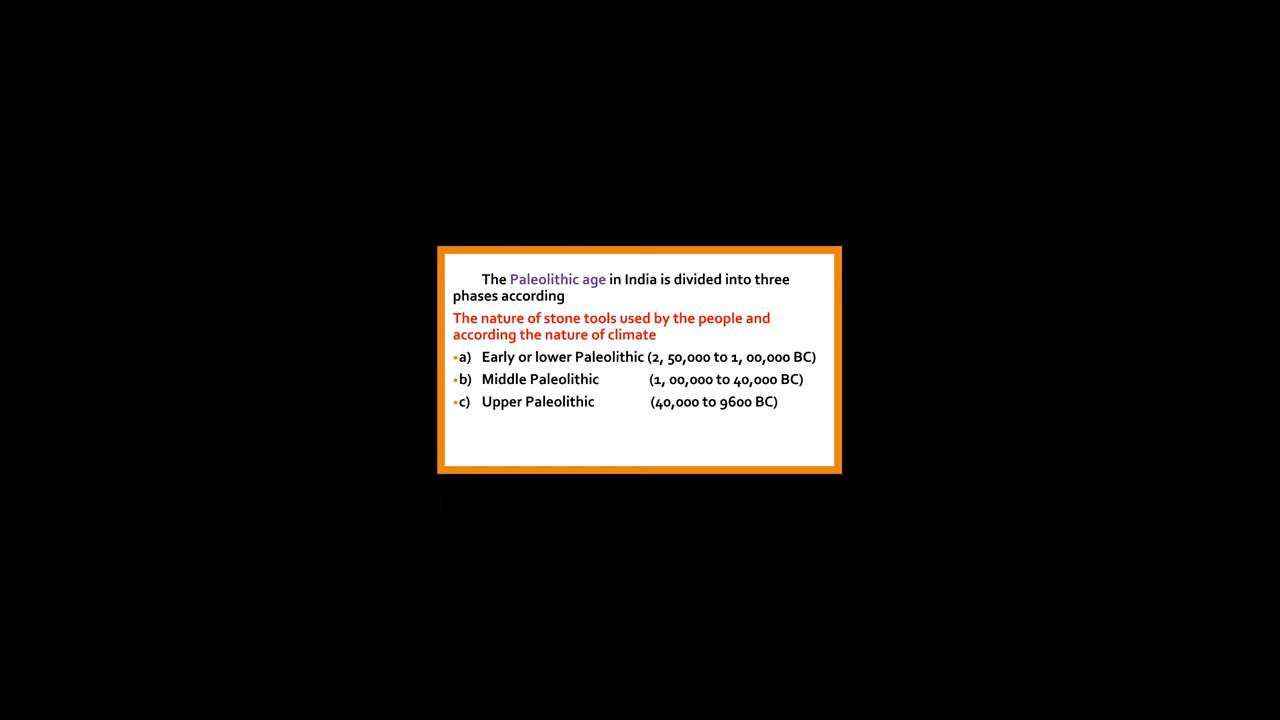 The Paleolithic age in India is divided into three
phases according
The nature of stone tools used by the people and
according the nature of climate
•a) Early or lower Paleolithic (2, 50,000 to 1, 00,000 BC)
•b) Middle Paleolithic (1, 00,000 to 40,000 BC)
•c) Upper Paleolithic (40,000 to 9600 BC)